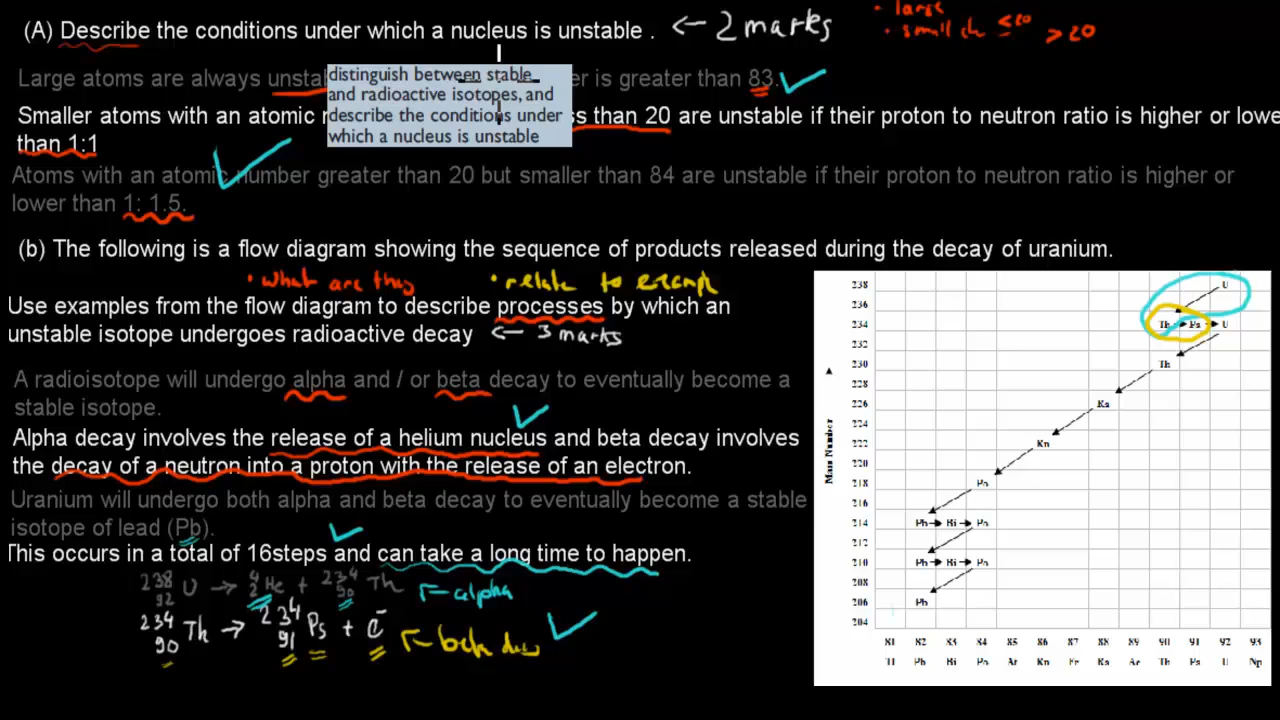 (A) Describe the conditions under which a nucleus is unstable . ← 2 marks
• large
• small
≤20
> 20
Large atoms are always er is greater than 83.
distinguish between stable
and radioactive isotopes, and
describe the conditions under
which a nucleus is unstable
Smaller atoms with an atomic s than 20 are unstable if their proton to neutron ratio is higher or lowe
than 1:1
Atoms with an atomic number greater than 20 but smaller than 84 are unstable if their proton to neutron ratio is higher or
lower than 1: 1.5.
(b) The following is a flow diagram showing the sequence of products released during the decay of uranium.
• what are they • relate to
Use examples from the flow diagram to describe processes by which an
unstable isotope undergoes radioactive decay ← 3 marks
A radioisotope will undergo alpha and / or beta decay to eventually become a
stable isotope.
Alpha decay involves the release of a helium nucleus and beta decay involves
the decay of a neutron into a proton with the release of an electron.
Uranium will undergo both alpha and beta decay to eventually become a stable
isotope of lead (Pb).
This occurs in a total of 16steps and can take a long time to happen.
238 92 U → 4 2 He + 234 90 Th ← alpha
234 90 Th → 234 91 Ps + e- ← beta
Mass Number
238 U
236
234 Th Pa U
232
230 Th
228
226 Ra
224
222 Rn
220
218 Po
216
214 Pb Bi Po
212
210 Pb Bi Po
208
206 Pb
204
81 82 83 84 85 86 87 88 89 90 91 92 93
Tl Pb Bi Po At Rn Fr Ra Ac Th Pa U Np